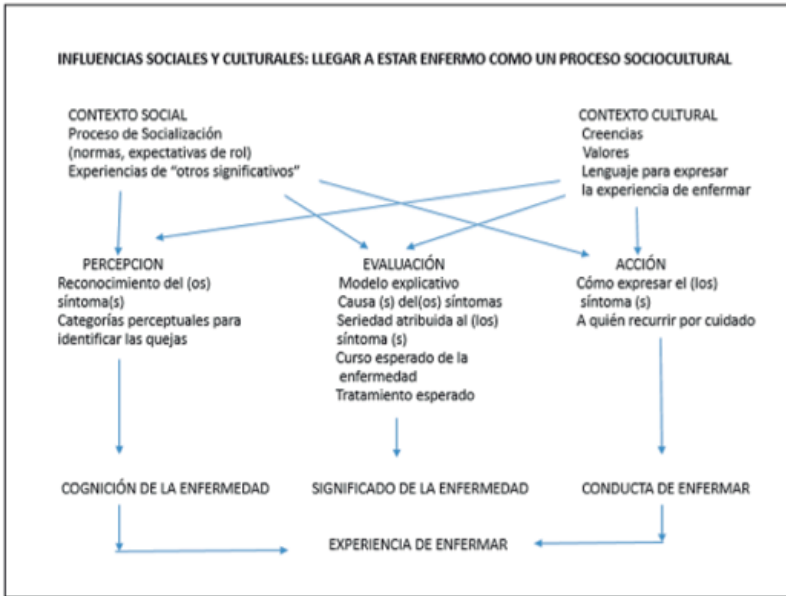 INFLUENCIAS SOCIALES Y CULTURALES: LLEGAR A ESTAR ENFERMO COMO UN PROCESO SOCIOCULTURAL
CONTEXTO SOCIAL
Proceso de Socialización
(normas, expectativas de rol)
Experiencias de “otros significativos”
CONTEXTO CULTURAL
Creencias
Valores
Lenguaje para expresar
la experiencia de enfermar
PERCEPCION
Reconocimiento del (os)
síntoma(s)
Categorías perceptuales para
identificar las quejas
EVALUACIÓN
Modelo explicativo
Causa (s) del(os) síntomas
Seriedad atribuida al (los)
síntoma (s)
Curso esperado de la
enfermedad
Tratamiento esperado
ACCIÓN
Cómo expresar el (los)
síntoma (s)
A quién recurrir por cuidado
COGNICIÓN DE LA ENFERMEDAD
SIGNIFICADO DE LA ENFERMEDAD
CONDUCTA DE ENFERMAR
EXPERIENCIA DE ENFERMAR